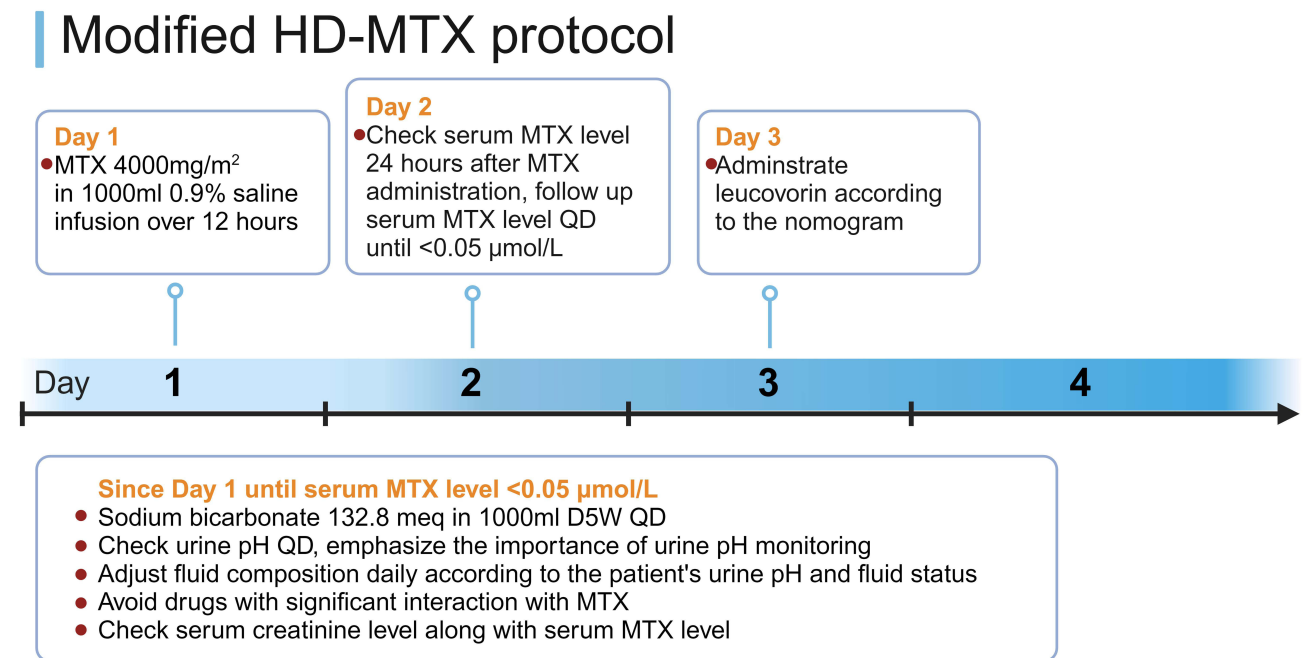 Modified HD-MTX protocol
Day 1
MTX 4000mg/m²
in 1000ml 0.9% saline
infusion over 12 hours
Day 2
Check serum MTX level
24 hours after MTX
administration, follow up
serum MTX level QD
until <0.05 μmol/L
Day 3
Adminstrate
leucovorin according
to the nomogram
Day 1 2 3 4
Since Day 1 until serum MTX level <0.05 μmol/L
Sodium bicarbonate 132.8 meq in 1000ml D5W QD
Check urine pH QD, emphasize the importance of urine pH monitoring
Adjust fluid composition daily according to the patient's urine pH and fluid status
Avoid drugs with significant interaction with MTX
Check serum creatinine level along with serum MTX level